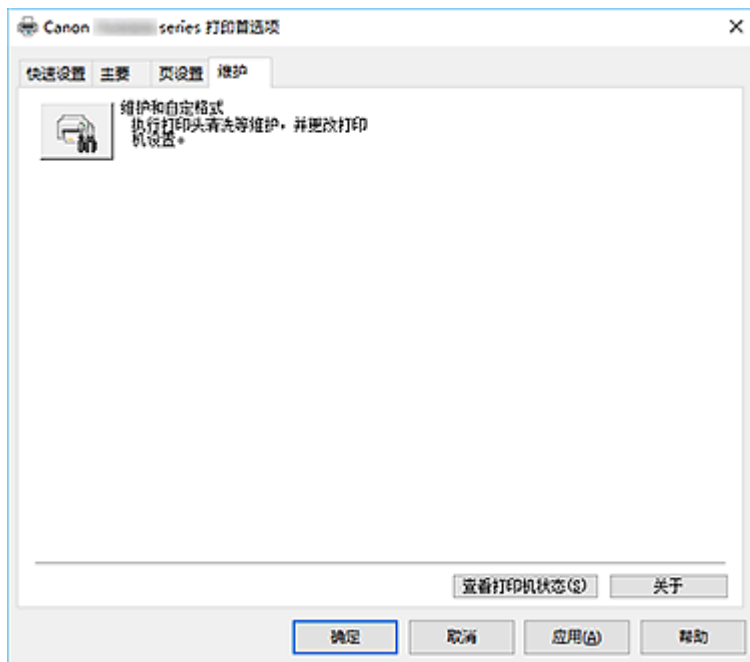 Canon series 打印首选项
快速设置 主要 页设置 维护
维护和自定格式
执行打印头清洗等维护，并更改打印
机设置。
查看打印机状态(S) 关于
确定 取消 应用(A) 帮助